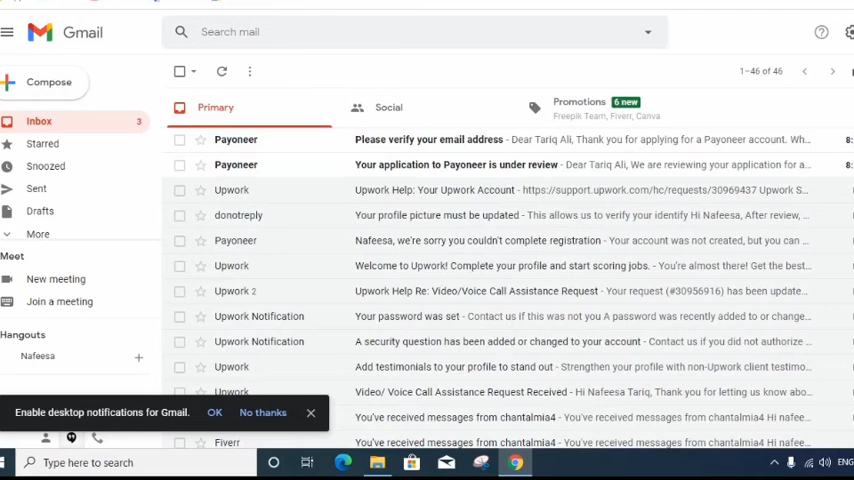 Gmail
Search mail
Compose
1–46 of 46
Primary
Social
Promotions 6 new
Freepik Team, Fiverr, Canva
Inbox 3
Starred
Snoozed
Sent
Drafts
More
Meet
New meeting
Join a meeting
Hangouts
Nafeesa
Payoneer Please verify your email address - Dear Tariq Ali, Thank you for applying for a Payoneer account. Wh... 8:
Payoneer Your application to Payoneer is under review - Dear Tariq Ali, We are reviewing your application for a... 8:
Upwork Upwork Help: Your Upwork Account - https://support.upwork.com/hc/requests/30969437 Upwork S...
donotreply Your profile picture must be updated - This allows us to verify your identify Hi Nafeesa, After review, ...
Payoneer Nafeesa, we're sorry you couldn't complete registration - Your account was not created, but you can ...
Upwork Welcome to Upwork! Complete your profile and start scoring jobs. - You're almost there! Get the best...
Upwork 2 Upwork Help Re: Video/Voice Call Assistance Request - Your request (#30956916) has been update...
Upwork Notification Your password was set - Contact us if this was not you A password was recently added to or chang...
Upwork Notification A security question has been added or changed to your account - Contact us if you did not authorize ...
Upwork Add testimonials to your profile to stand out - Strengthen your profile with non-Upwork client testimo...
Upwork Video/ Voice Call Assistance Request Received - Hi Nafeesa Tariq, Thank you for letting us know abo...
You've received messages from chantalmia4 - You've received messages from chantalmia4 Hi nafee...
Fiverr You've received messages from chantalmia4 - You've received messages from chantalmia4 Hi nafee...
Enable desktop notifications for Gmail. OK No thanks
Type here to search
ENG